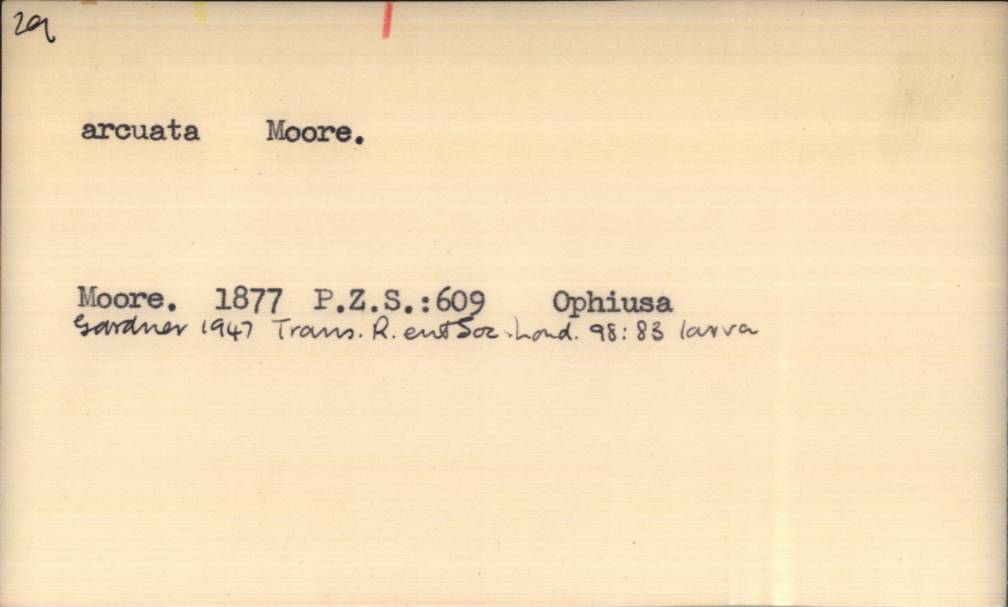 29
arcuata Moore.
Moore. 1877 P.Z.S.:609 Ophiusa
Gardner 1947 Trans. R. ent Soc. Lond. 98:83 larva